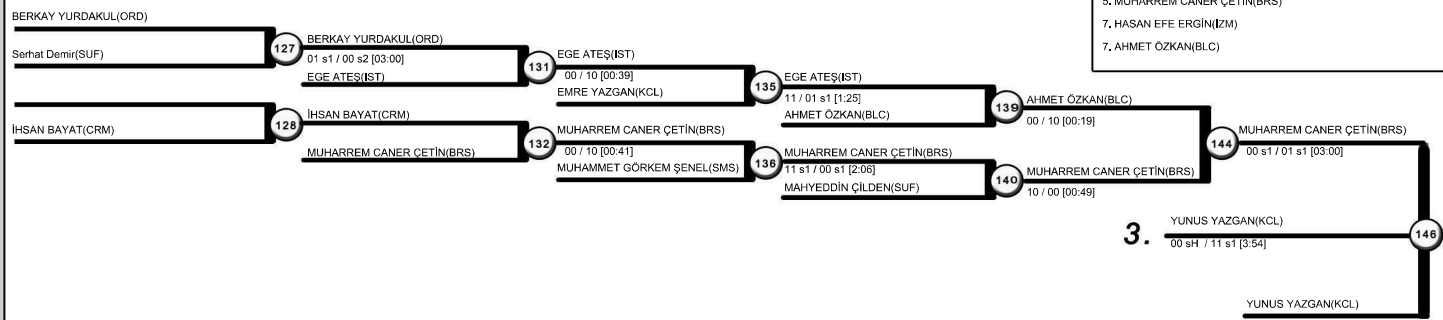 5. MUHARREM CANER ÇETİN(BRS)
7. HASAN EFE ERGİN(İZM)
7. AHMET ÖZKAN(BLC)
BERKAY YURDAKUL(ORD)
Serhat Demir(SUF)
127
BERKAY YURDAKUL(ORD)
01 s1 / 00 s2 [03:00]
EGE ATEŞ(IST)
131
EGE ATEŞ(IST)
00 / 10 [00:39]
EMRE YAZGAN(KCL)
135
EGE ATEŞ(IST)
11 / 01 s1 [1:25]
AHMET ÖZKAN(BLC)
139
AHMET ÖZKAN(BLC)
00 / 10 [00:19]
İHSAN BAYAT(CRM)
128
İHSAN BAYAT(CRM)
MUHARREM CANER ÇETİN(BRS)
132
MUHARREM CANER ÇETİN(BRS)
00 / 10 [00:41]
MUHAMMET GÖRKEM ŞENEL(SMS)
136
MUHARREM CANER ÇETİN(BRS)
11 s1 / 00 s1 [2:06]
MAHYEDDİN ÇİLDEN(SUF)
140
MUHARREM CANER ÇETİN(BRS)
10 / 00 [00:49]
144
MUHARREM CANER ÇETİN(BRS)
00 s1 / 01 s1 [03:00]
3.
YUNUS YAZGAN(KCL)
00 sH / 11 s1 [3:54]
146
YUNUS YAZGAN(KCL)